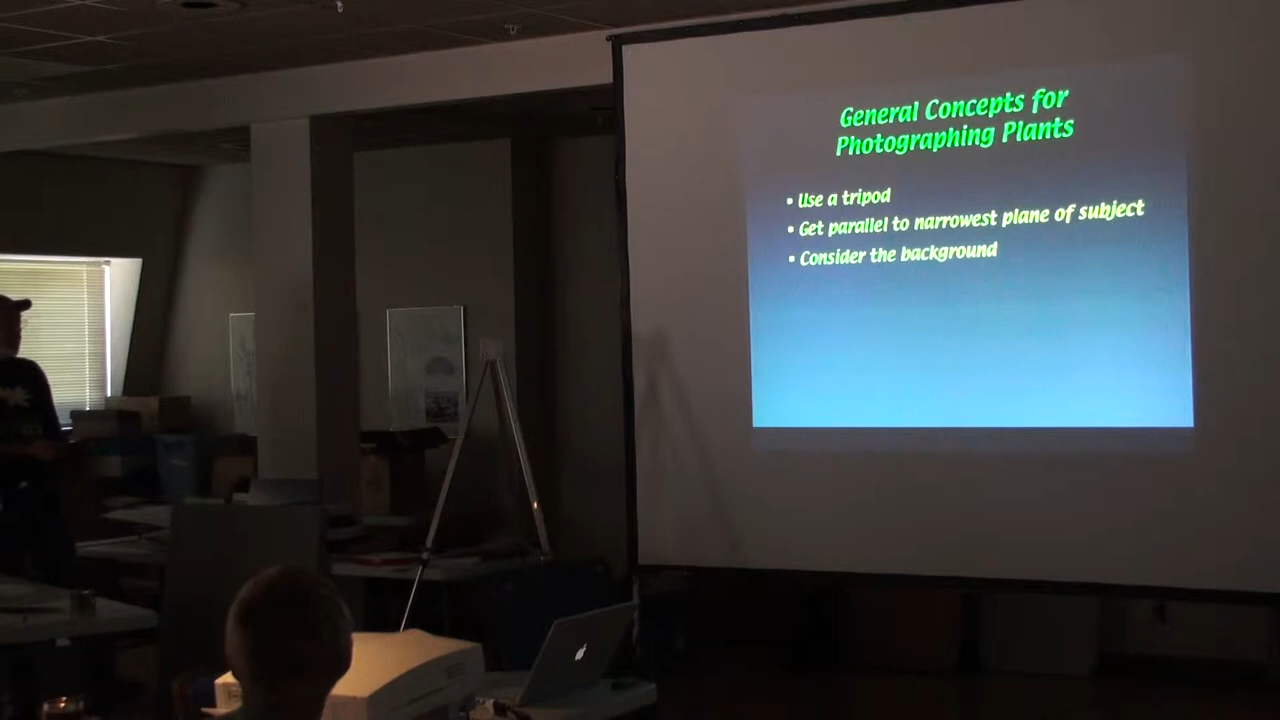 General Concepts for
Photographing Plants
• Use a tripod
• Get parallel to narrowest plane of subject
• Consider the background